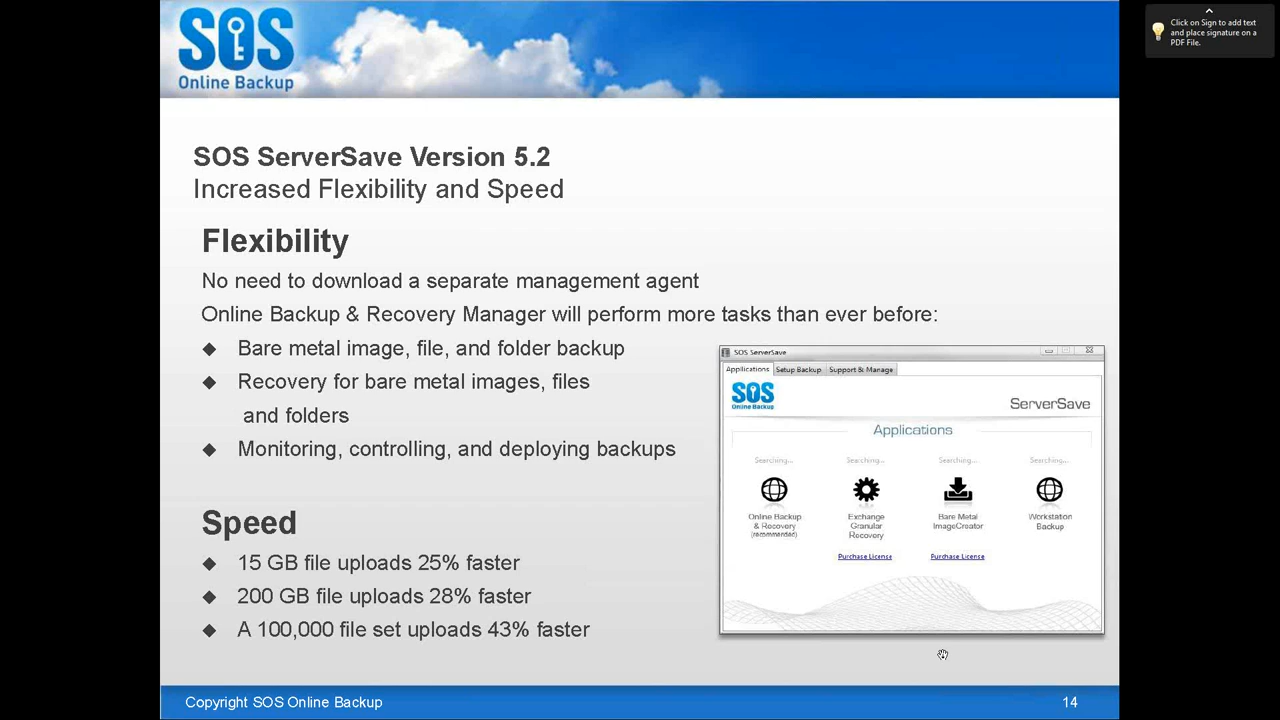 SOS
Online Backup
Click on Sign to add text
and place signature on a
PDF File.
SOS ServerSave Version 5.2
Increased Flexibility and Speed
Flexibility
No need to download a separate management agent
Online Backup & Recovery Manager will perform more tasks than ever before:
Bare metal image, file, and folder backup
Recovery for bare metal images, files
and folders
Monitoring, controlling, and deploying backups
Speed
15 GB file uploads 25% faster
200 GB file uploads 28% faster
A 100,000 file set uploads 43% faster
SOS ServerSave
Applications Setup Backup Support & Manage
SOS
Online Backup
ServerSave
Applications
Searching... Searching... Searching... Searching...
Online Backup
& Recovery
(recommended)
Exchange
Granular
Recovery
Purchase License
Bare Metal
ImageCreator
Purchase License
Workstation
Backup
Copyright SOS Online Backup
14